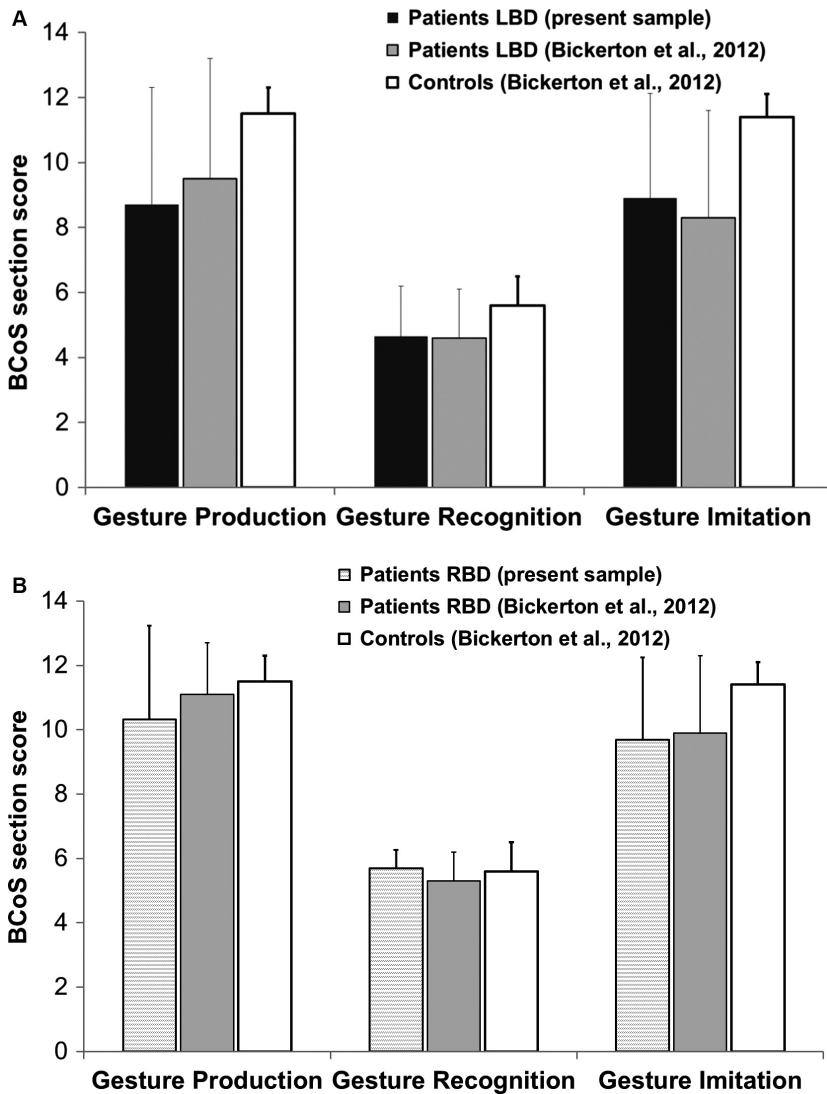 A
Patients LBD (present sample)
Patients LBD (Bickerton et al., 2012)
Controls (Bickerton et al., 2012)
BCoS section score
14
12
10
8
6
4
2
0
Gesture Production Gesture Recognition Gesture Imitation
B
Patients RBD (present sample)
Patients RBD (Bickerton et al., 2012)
Controls (Bickerton et al., 2012)
BCoS section score
14
12
10
8
6
4
2
0
Gesture Production Gesture Recognition Gesture Imitation